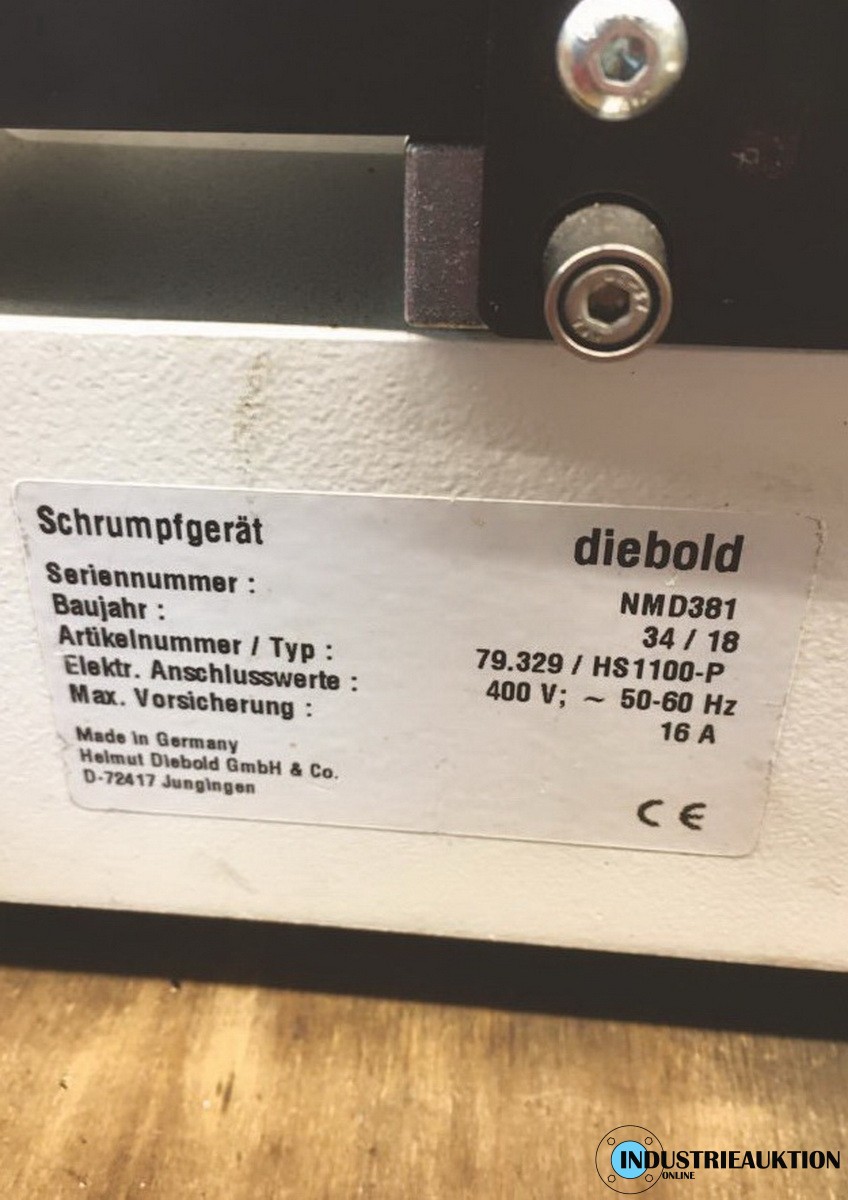 Schrumpfgerät
diebold
Seriennummer : NMD381
Baujahr : 34 / 18
Artikelnummer / Typ : 79.329 / HS1100-P
Elektr. Anschlusswerte : 400 V; ~ 50-60 Hz
Max. Vorsicherung : 16 A
Made in Germany
Helmut Diebold GmbH & Co.
D-72417 Jungingen
CE
INDUSTRIEAUKTION
ONLINE